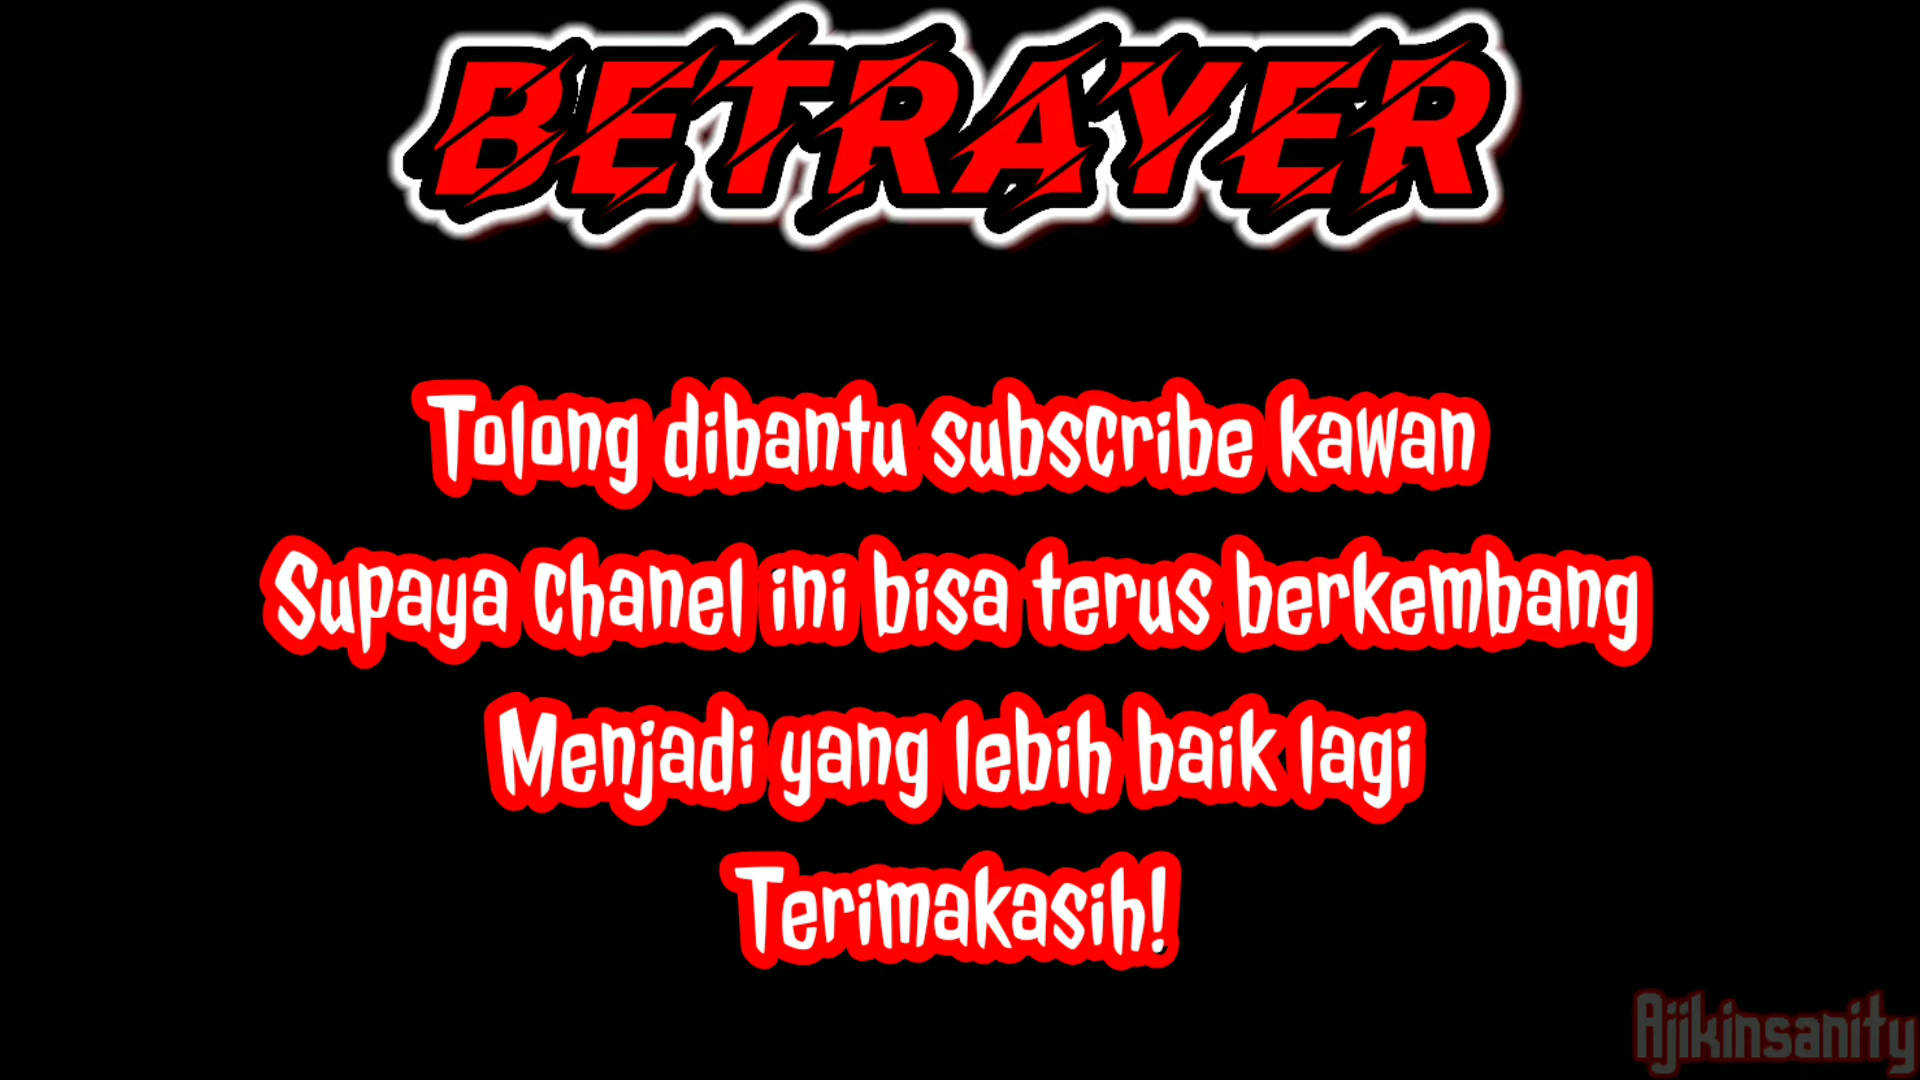 BETRAYER
Tolong dibantu subscribe kawan
Supaya Chanel ini bisa terus berkembang
Menjadi yang lebih baik lagi
Terimakasih!
Ajikinsanity